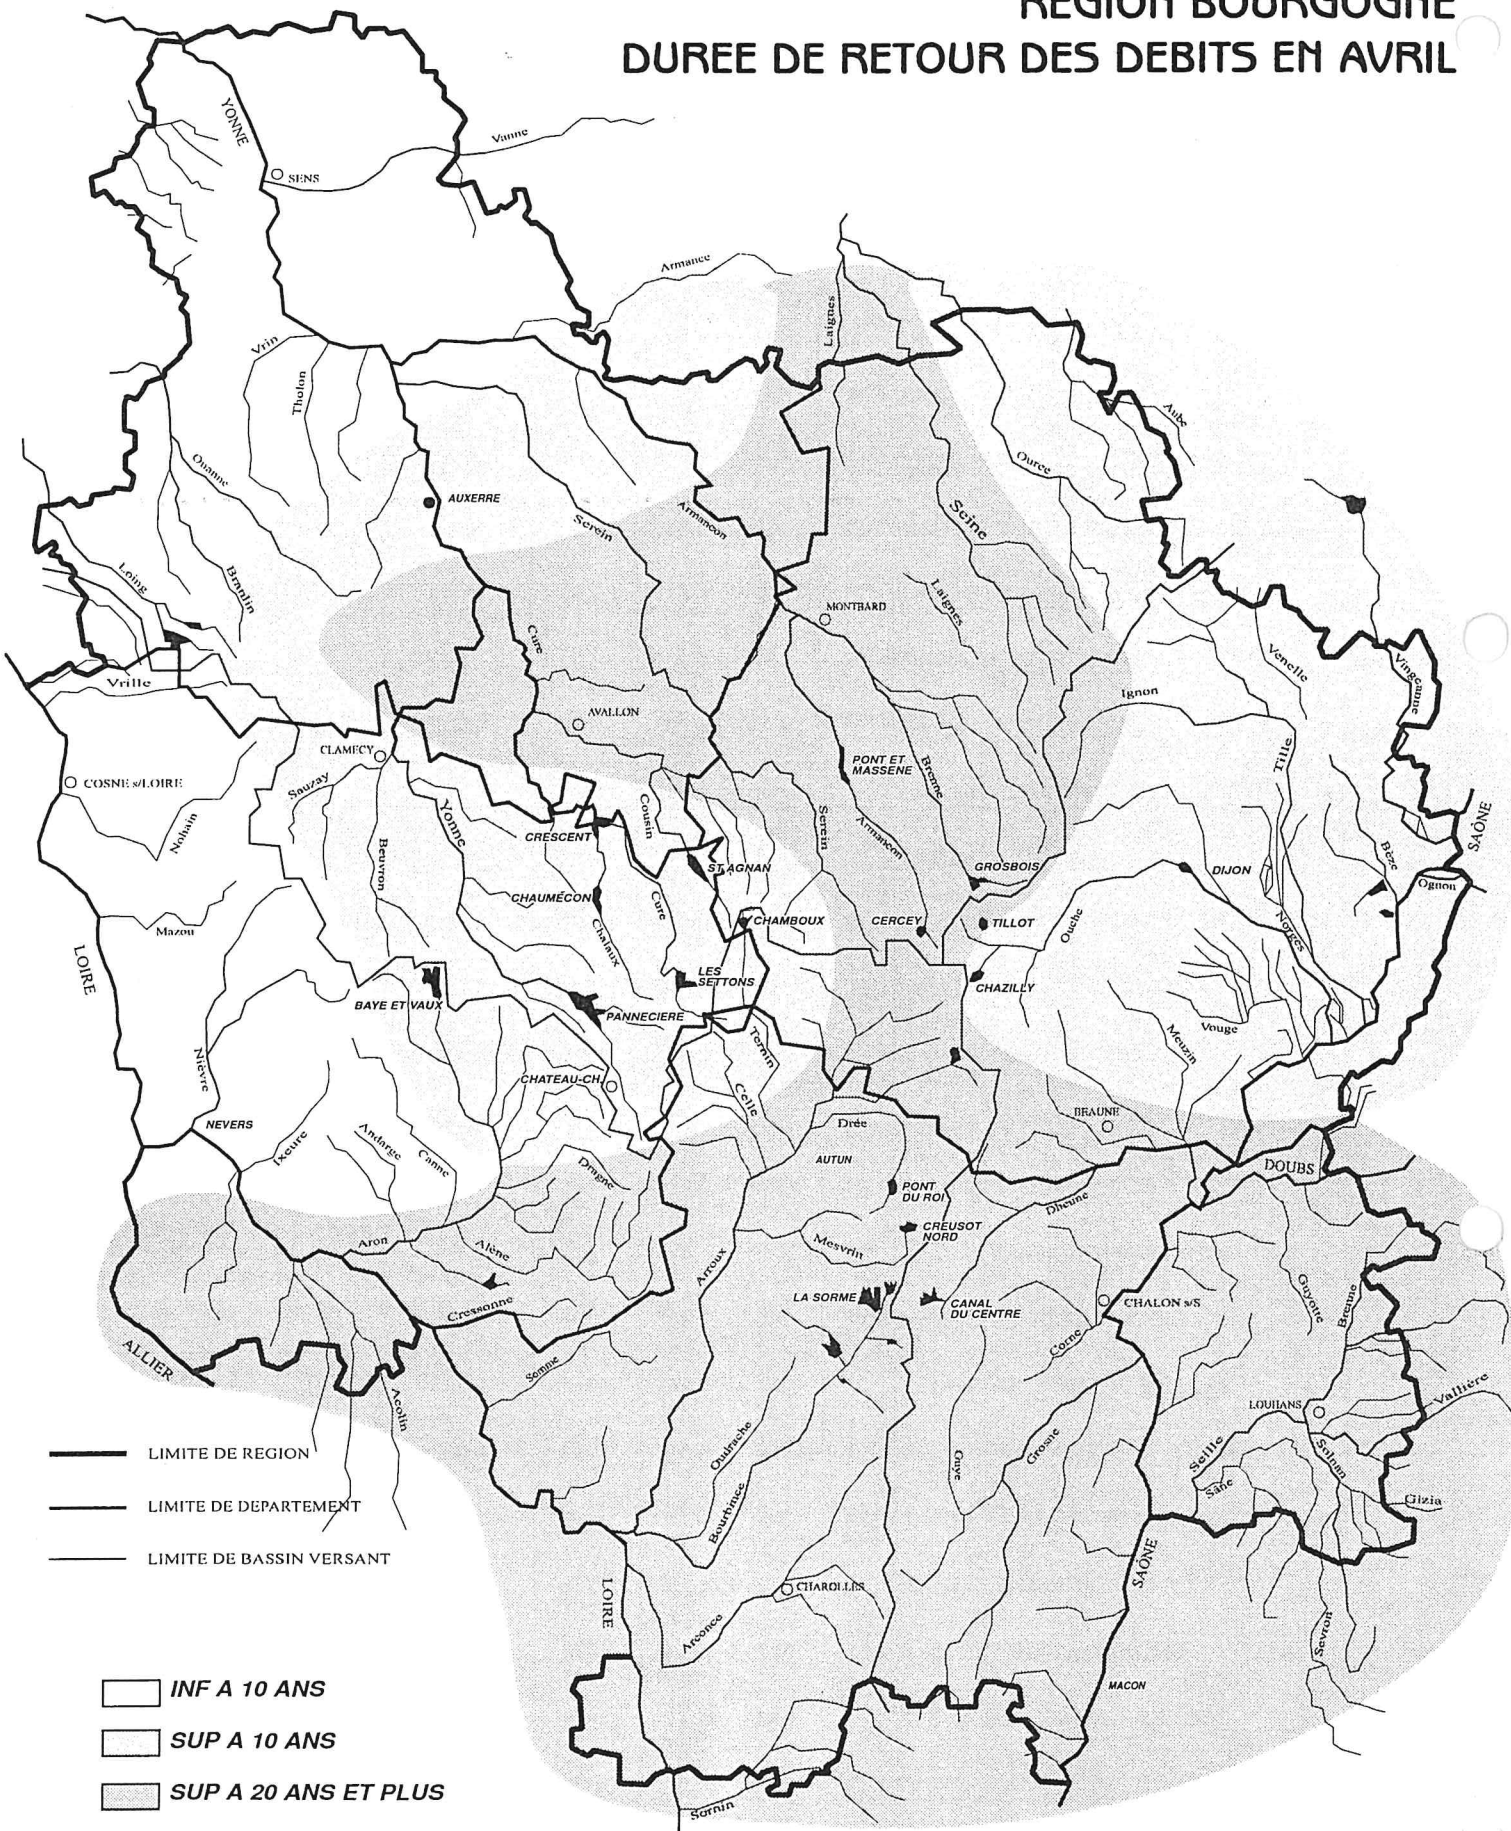 REGION BOURGOGNE
DUREE DE RETOUR DES DEBITS EN AVRIL
YONNE
Vanne
SENS
Armance
Laignes
Vrin
Tholon
Aube
Ource
Ouanne
AUXERRE
Serein
Armançon
Seine
Loing
Branlin
Laignes
MONTBARD
Cure
Venelle
Vingeanne
Vrille
Ignon
AVALLON
CLAMECY
Tille
PONT ET
MASSENE
Brenne
COSNE s/LOIRE
Sauzay
Nohain
Yonne
Cousin
Serein
Armançon
SAÔNE
CRESCENT
Beuvron
ST AGNAN
GROSBOIS
DIJON
Bèze
Ognon
CHAUMÉCON
Cure
CHAMBOUX
CERCEY
TILLOT
Ouche
Norges
Mazou
Chalaux
LOIRE
LES
SETTONS
CHAZILLY
BAYE ET VAUX
PANNECIERE
Vouge
Meuzin
Ternin
Nièvre
CHATEAU-CH.
Celle
BEAUNE
NEVERS
Drée
Ixeure
Andarge
Canne
AUTUN
Dragne
DOUBS
PONT
DU ROI
Dheune
CREUSOT
NORD
Aron
Alène
Mesvrin
Arroux
Guyotte
Brenne
LA SORME
CANAL
DU CENTRE
CHALON s/S
Cressonne
Corne
ALLIER
Somme
Acolin
Vallière
LOUHANS
Oudrache
Guye
Grosne
Seille
Solnan
Sâne
Gizia
LIMITE DE REGION
LIMITE DE DEPARTEMENT
LIMITE DE BASSIN VERSANT
Bourbince
SAÔNE
LOIRE
CHAROLLES
Arconce
Sevron
MACON
INF A 10 ANS
SUP A 10 ANS
SUP A 20 ANS ET PLUS
Sornin